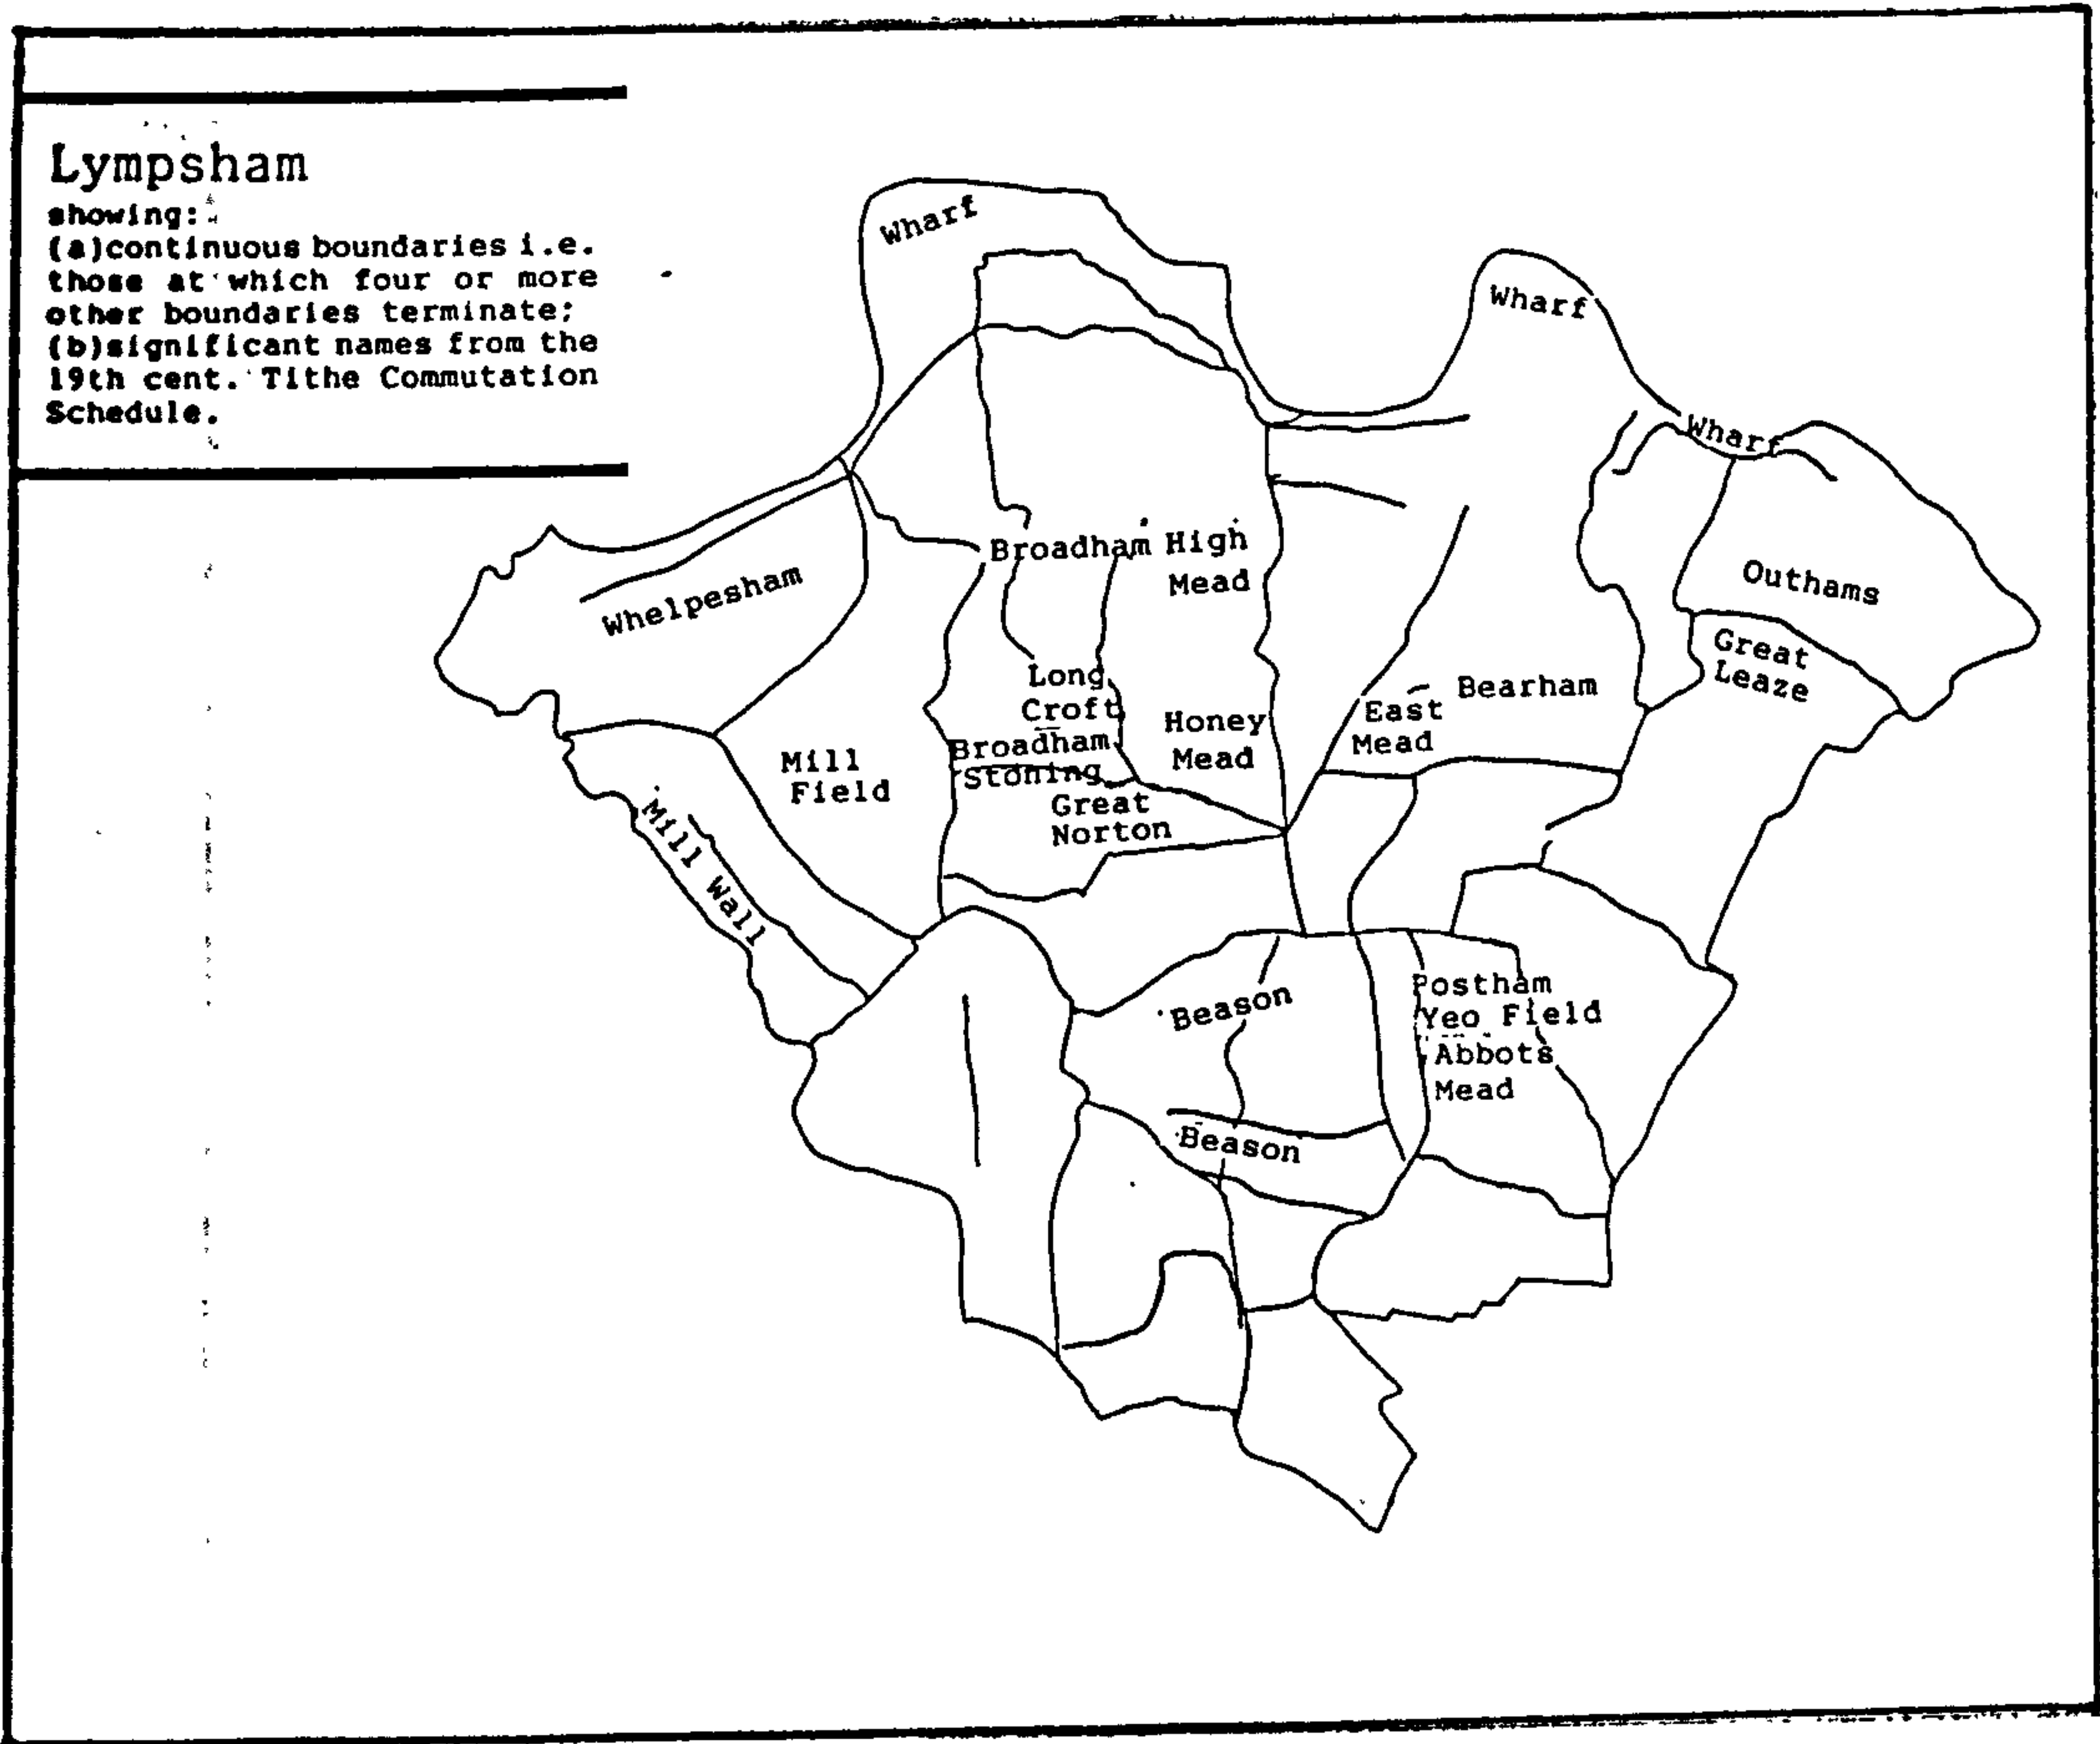 Lympsham
showing:
(a)continuous boundaries i.e.
those at which four or more
other boundaries terminate;
(b)significant names from the
19th cent. Tithe Commutation
Schedule.
Wharf
Wharf
Wharf
Broadham High
Mead
Whelpesham
Outhams
Great
Leaze
Long
Croft
Bearham
East
Mead
Honey
Mead
Broadham
Stoning
Mill
Field
Great
Norton
Mill Wall
Beason
Postham
Yeo Field
Abbots
Mead
Beason